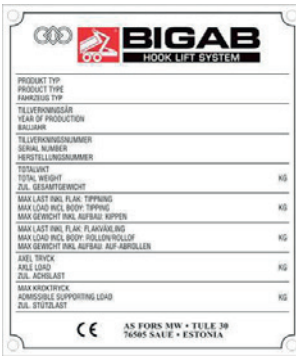 BIGAB
HOOK LIFT SYSTEM
PRODUKT TYP
PRODUCT TYPE
FAHRZEUG TYP
TILLVERKNINGSÅR
YEAR OF PRODUCTION
BAUJAHR
TILLVERKNINGSNUMMER
SERIAL NUMBER
HERSTELLUNGSNUMMER
TOTALVIKT
TOTAL WEIGHT KG
ZUL. GESAMTGEWICHT
MAX LAST INKL FLAK: TIPPNING
MAX LOAD INCL BODY: TIPPING KG
MAX GEWICHT INKL AUFBAU: KIPPEN
MAX LAST INKL FLAK: FLAKVÄXLING
MAX LOAD INCL BODY: ROLLON/ROLLOF KG
MAX GEWICHT INKL AUFBAU: AUF-ABROLLEN
AXEL TRYCK
AXLE LOAD KG
ZUL. ACHSLAST
MAX KROKTRYCK
ADMISSIBLE SUPPORTING LOAD KG
ZUL. STÜTZLAST
CE AS FORS MW • TULE 30
76505 SAUE • ESTONIA